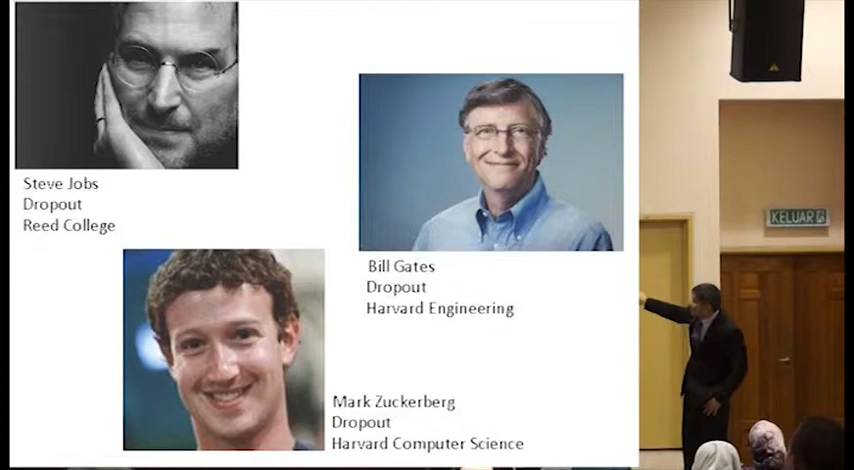 Steve Jobs
Dropout
Reed College
Bill Gates
Dropout
Harvard Engineering
Mark Zuckerberg
Dropout
Harvard Computer Science
KELUAR